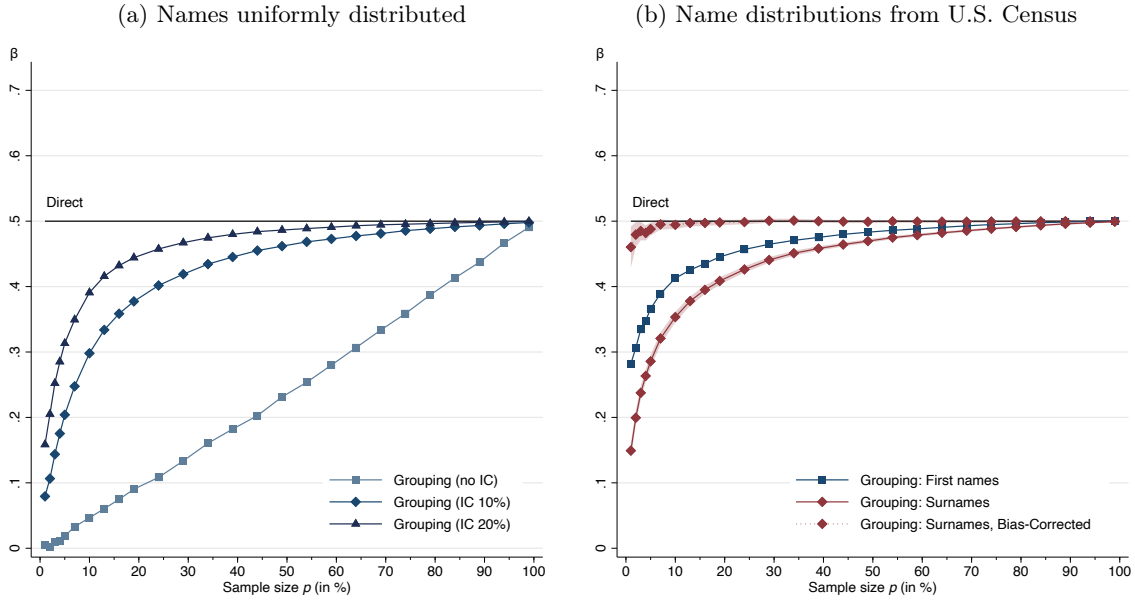 (a) Names uniformly distributed
β
.7
.6
Direct
.5
.4
.3
.2
.1
0
Grouping (no IC)
Grouping (IC 10%)
Grouping (IC 20%)
0 10 20 30 40 50 60 70 80 90 100
Sample size p (in %)
(b) Name distributions from U.S. Census
β
.7
.6
Direct
.5
.4
.3
.2
.1
0
Grouping: First names
Grouping: Surnames
Grouping: Surnames, Bias-Corrected
0 10 20 30 40 50 60 70 80 90 100
Sample size p (in %)